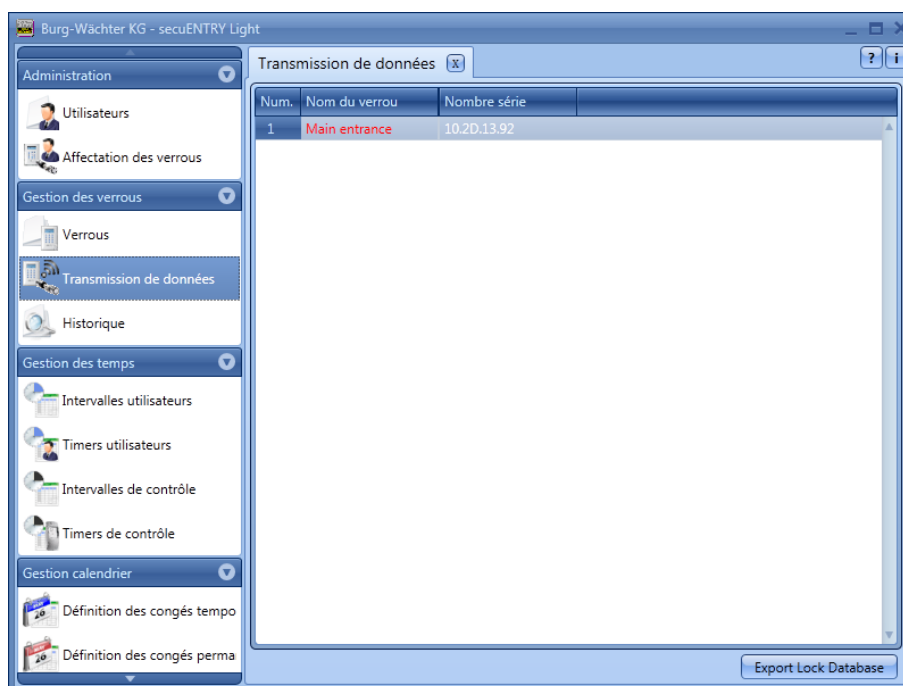 Burg-Wächter KG - secuENTRY Light
Administration
Utilisateurs
Affectation des verrous
Gestion des verrous
Verrous
Transmission de données
Historique
Gestion des temps
Intervalles utilisateurs
Timers utilisateurs
Intervalles de contrôle
Timers de contrôle
Gestion calendrier
Définition des congés tempo
Définition des congés perma
Transmission de données x
? i
Num. Nom du verrou Nombre série
1 Main entrance 10.2D.13.92
Export Lock Database